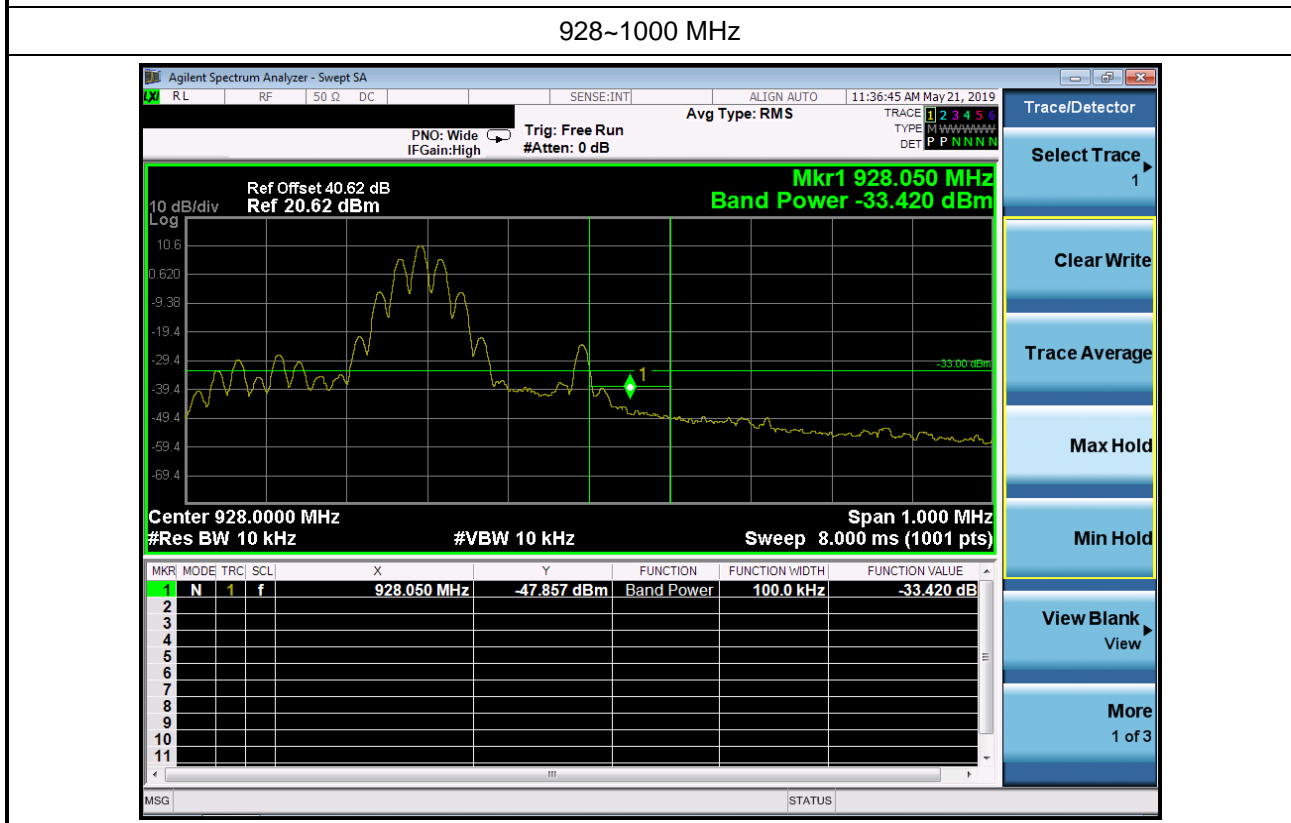 928~1000 MHz
Agilent Spectrum Analyzer - Swept SA
LXI RL RF 50 Ω DC SENSE:INT ALIGN AUTO 11:36:45 AM May 21, 2019
Avg Type: RMS
TRACE 1 2 3 4 5 6
PNO: Wide Trig: Free Run
TYPE M WWWWW
IFGain:High #Atten: 0 dB
DET P P N N N N
Mkr1 928.050 MHz
Ref Offset 40.62 dB
10 dB/div Ref 20.62 dBm
Band Power -33.420 dBm
Log
10.6
0.620
-9.38
-19.4
-29.4
-33.00 dBm
1
-39.4
-49.4
-59.4
-69.4
Center 928.0000 MHz Span 1.000 MHz
#Res BW 10 kHz #VBW 10 kHz Sweep 8.000 ms (1001 pts)
MKR MODE TRC SCL X Y FUNCTION FUNCTION WIDTH FUNCTION VALUE
1 N 1 f 928.050 MHz -47.857 dBm Band Power 100.0 kHz -33.420 dB
2
3
4
5
6
7
8
9
10
11
MSG STATUS
Trace/Detector
Select Trace
1
Clear Write
Trace Average
Max Hold
Min Hold
View Blank
View
More
1 of 3